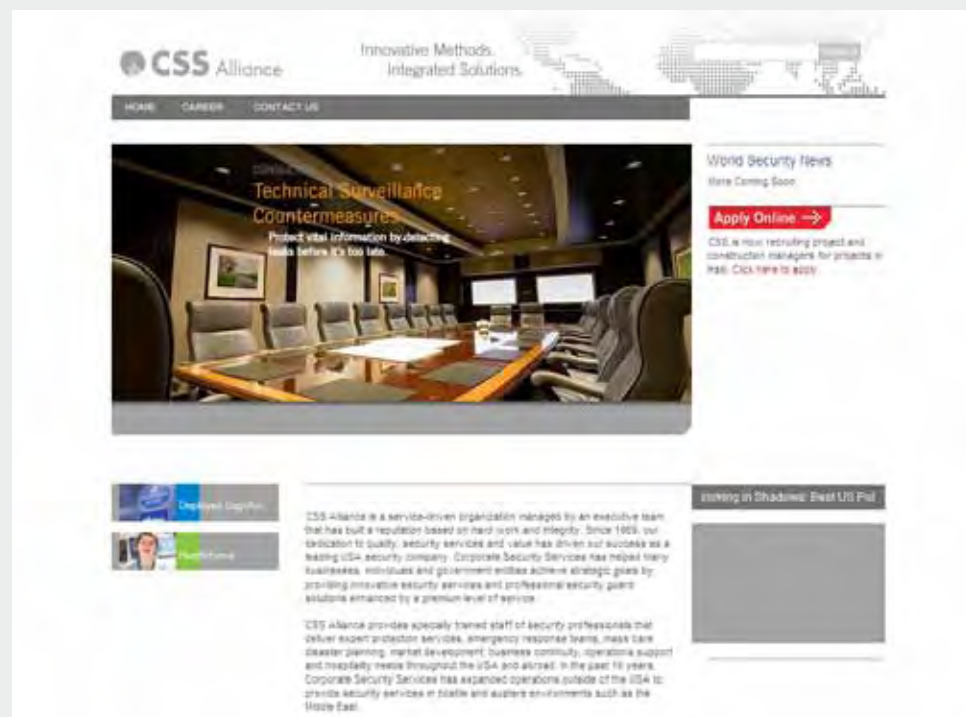 CSS Alliance
Innovative Methods.
Integrated Solutions.
HOME CAREER CONTACT US
Technical Surveillance
Countermeasures
Protect vital information by detecting
leaks before it's too late.
World Security News
More Coming Soon
Apply Online
CSS is now recruiting project and
construction managers for projects in
Iraq. Click here to apply.
Deployed Logistics
coming in Shadows: Best US Pol
CSS Alliance is a service-driven organization managed by an executive team
that has built a reputation based on hard work and integrity. Since 1989, our
dedication to quality, security services and value has driven our success as a
leading USA security company. Corporate Security Services has helped many
businesses, individuals and government entities achieve strategic goals by
providing innovative security services and professional security guard
solutions enhanced by a premium level of service.
CSS Alliance provides specially trained staff of security professionals that
deliver expert protection services, emergency response teams, mass care
disaster planning, market development, business continuity, operations support
and hospitality needs throughout the USA and abroad. In the past 10 years,
Corporate Security Services has expanded operations outside of the USA to
provide security services in hostile and austere environments such as the
Middle East.